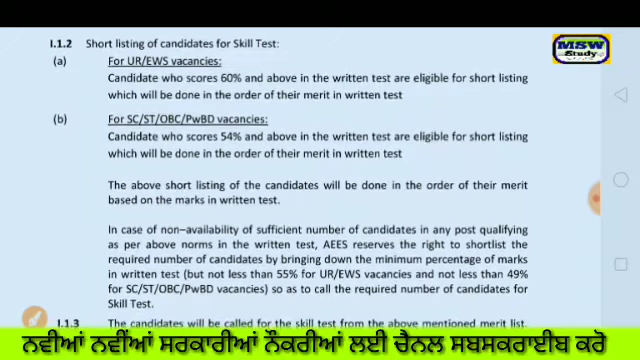 I.1.2 Short listing of candidates for Skill Test:
MSW
Study
(a) For UR/EWS vacancies:
Candidate who scores 60% and above in the written test are eligible for short listing
which will be done in the order of their merit in written test
(b) For SC/ST/OBC/PwBD vacancies:
Candidate who scores 54% and above in the written test are eligible for short listing
which will be done in the order of their merit in written test
The above short listing of the candidates will be done in the order of their merit
based on the marks in written test.
In case of non–availability of sufficient number of candidates in any post qualifying
as per above norms in the written test, AEES reserves the right to shortlist the
required number of candidates by bringing down the minimum percentage of marks
in written test (but not less than 55% for UR/EWS vacancies and not less than 49%
for SC/ST/OBC/PwBD vacancies) so as to call the required number of candidates for
Skill Test.
I.1.3 The candidates will be called for the skill test from the above mentioned merit list.
ਨਵੀਆਂ ਨਵੀਂਆਂ ਸਰਕਾਰੀਆਂ ਨੌਕਰੀਆਂ ਲਈ ਚੈਨਲ ਸਬਸਕਰਾਈਬ ਕਰੋ